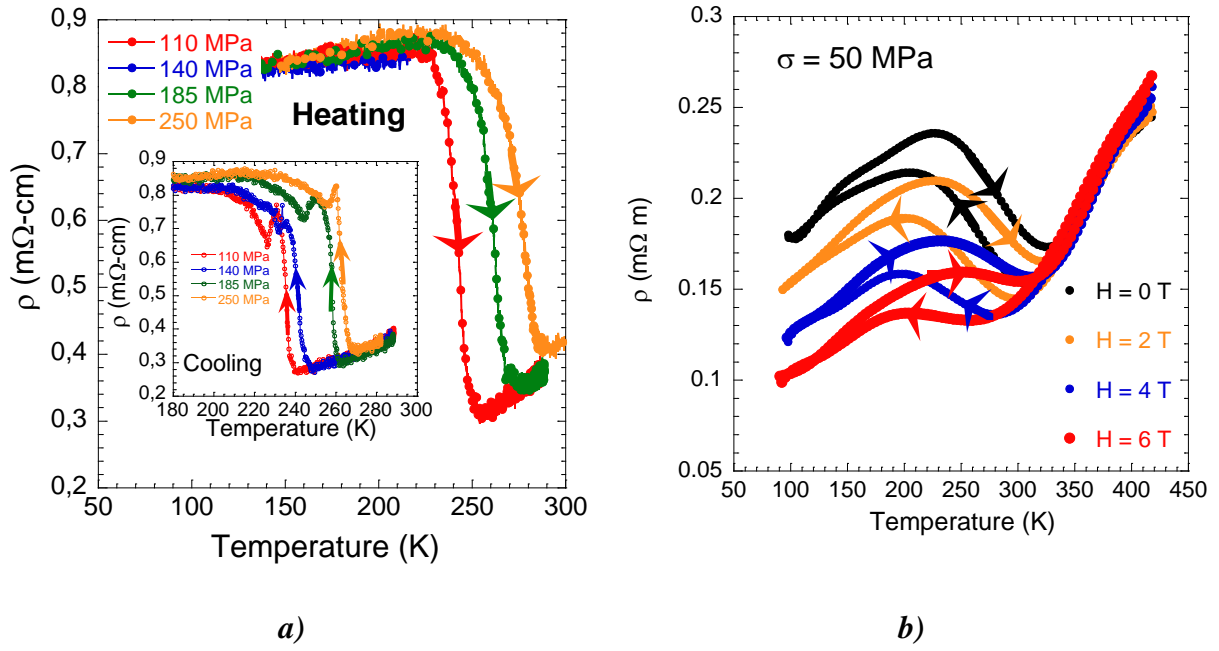 0,9
0,8
0,7
0,6
0,5
0,4
0,3
0,2
ρ (mΩ-cm)
110 MPa
140 MPa
185 MPa
250 MPa
Heating
0,9
0,8
0,7
0,6
0,5
0,4
0,3
0,2
ρ (mΩ-cm)
110 MPa
140 MPa
185 MPa
250 MPa
Cooling
180 200 220 240 260 280 300
Temperature (K)
50 100 150 200 250 300
Temperature (K)
a)
0.3
0.25
0.2
0.15
0.1
0.05
ρ (mΩ m)
σ = 50 MPa
H = 0 T
H = 2 T
H = 4 T
H = 6 T
50 100 150 200 250 300 350 400 450
Temperature (K)
b)